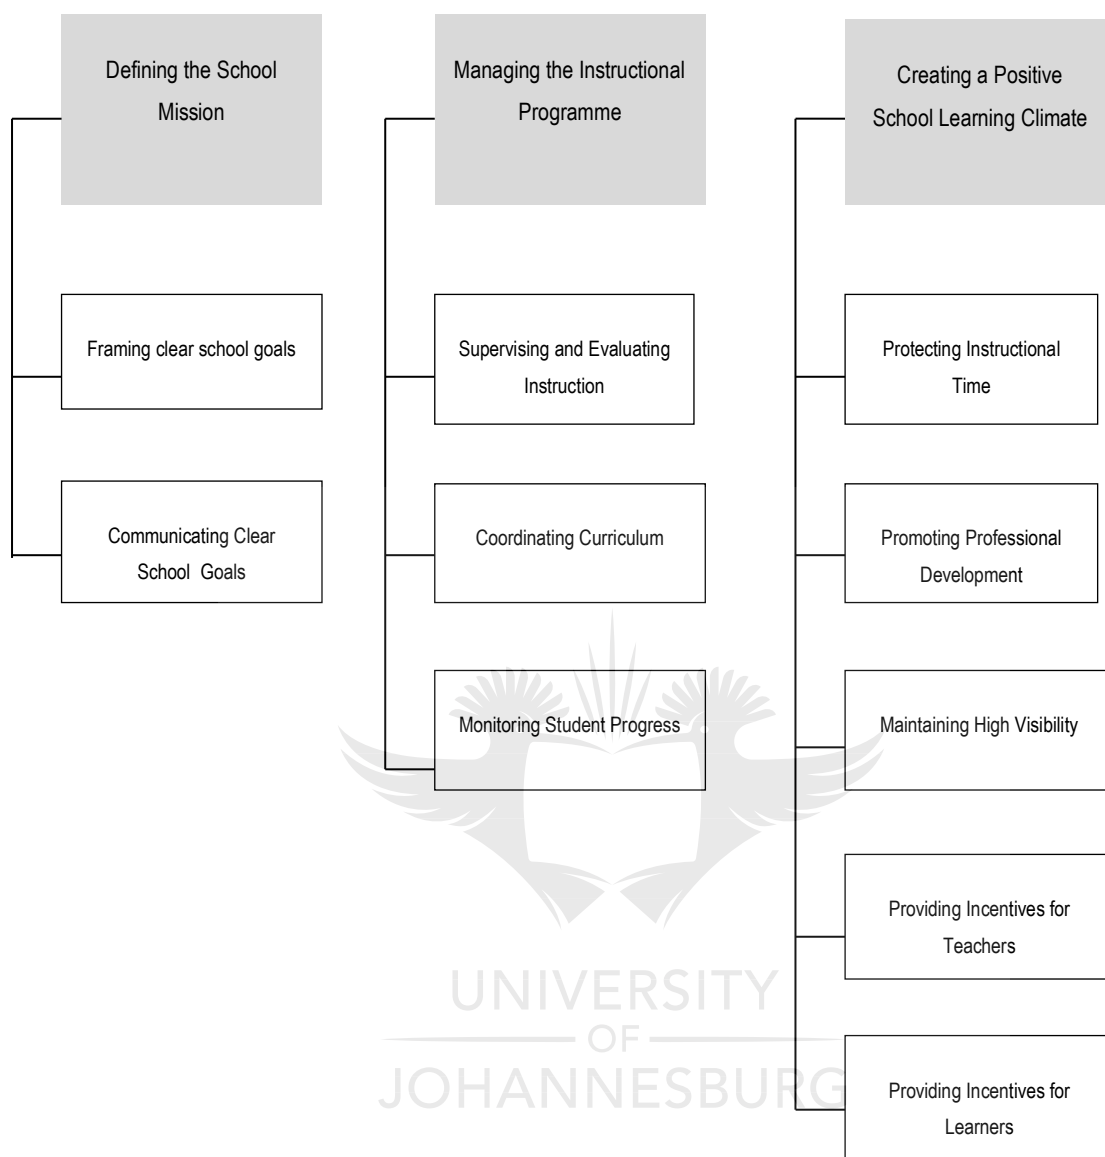 Defining the School
Mission
Framing clear school goals
Communicating Clear
School Goals
Managing the Instructional
Programme
Supervising and Evaluating
Instruction
Coordinating Curriculum
Monitoring Student Progress
Creating a Positive
School Learning Climate
Protecting Instructional
Time
Promoting Professional
Development
Maintaining High Visibility
Providing Incentives for
Teachers
Providing Incentives for
Learners
UNIVERSITY
OF
JOHANNESBURG